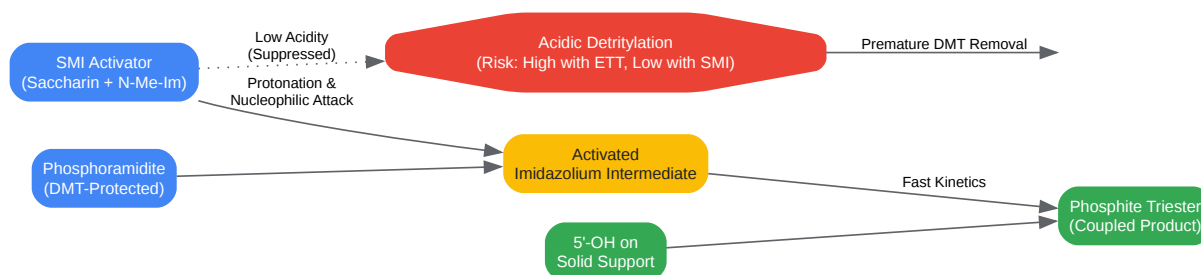 SMI Activator
(Saccharin + N-Me-Im)
Low Acidity
(Suppressed)
Acidic Detritylation
(Risk: High with ETT, Low with SMI)
Premature DMT Removal
Protonation &
Nucleophilic Attack
Phosphoramidite
(DMT-Protected)
Activated
Imidazolium Intermediate
Fast Kinetics
5'-OH on
Solid Support
Phosphite Triester
(Coupled Product)